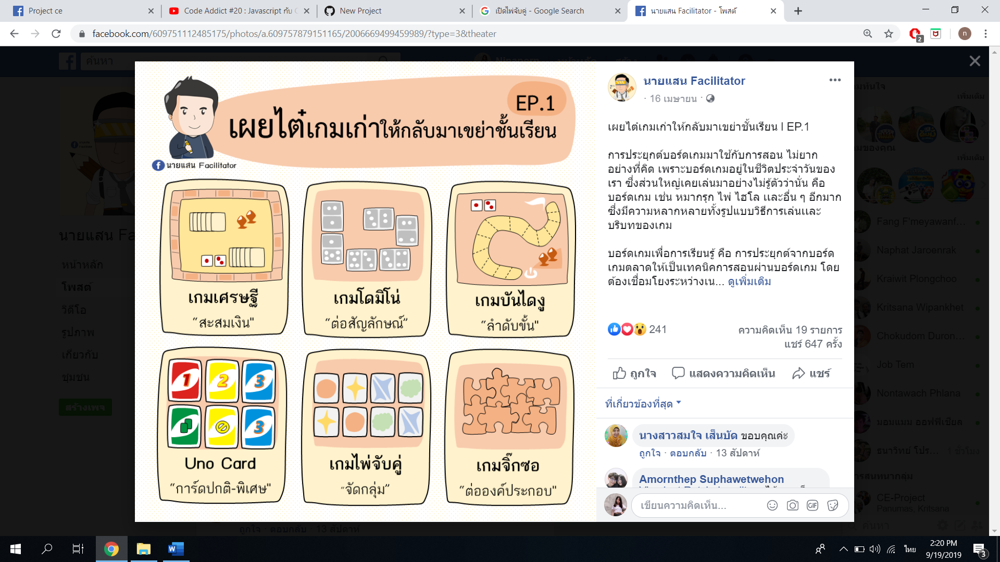 Project ce
Code Addict #20 : Javascript กับ
New Project
เปิดไพ่จับคู่ - Google Search
นายแสน Facilitator - โพสต์
facebook.com/609751112485175/photos/a.609757879151165/2006669499459989/?type=3&theater
2
n
ค้นหา
EP.1
เผยไต๋เกมเก่าให้กลับมาเขย่าชั้นเรียน
นายแสน Facilitator
เกมเศรษฐี
"สะสมเงิน"
เกมโดมิโน่
"ต่อสัญลักษณ์"
เกมบันไดงู
"ลำดับขั้น"
1
2
3
3
Uno Card
"การ์ดปกติ-พิเศษ"
เกมไพ่จับคู่
"จัดกลุ่ม"
เกมจิ๊กซอ
"ต่อองค์ประกอบ"
นายแสน Facilitator
· 16 เมษายน ·
เผยไต๋เกมเก่าให้กลับมาเขย่าชั้นเรียน l EP.1
การประยุกต์บอร์ดเกมมาใช้กับการสอน ไม่ยาก
อย่างที่คิด เพราะบอร์ดเกมอยู่ในชีวิตประจำวันของ
เรา ซึ่งส่วนใหญ่เคยเล่นมาอย่างไม่รู้ตัวว่านั่น คือ
บอร์ดเกม เช่น หมากรุก ไพ่ ไฮโล และอื่น ๆ อีกมาก
ซึ่งมีความหลากหลายทั้งรูปแบบวิธีการเล่นและ
บริบทของเกม
บอร์ดเกมเพื่อการเรียนรู้ คือ การประยุกต์จากบอร์ด
เกมตลาดให้เป็นเทคนิคการสอนผ่านบอร์ดเกม โดย
ต้องเชื่อมโยงระหว่างเน... ดูเพิ่มเติม
241
ความคิดเห็น 19 รายการ
แชร์ 647 ครั้ง
ถูกใจ
แสดงความคิดเห็น
แชร์
ที่เกี่ยวข้องที่สุด
นางสาวสมใจ เส็นบัด ขอบคุณค่ะ
ถูกใจ · ตอบกลับ · 13 สัปดาห์
Amornthep Suphawetwehon
เขียนความคิดเห็น...
GIF
นายแสน Fa
หน้าหลัก
โพสต์
วิดีโอ
รูปภาพ
เกี่ยวกับ
ชุมชน
สร้างเพจ
ถูกใจ · ตอบกลับ · 13 สัปดาห์
เพิ่มเติม
เพิ่มเติม
Fang F'meyawanf...
Naphat Jaroenrak
Kraiwit Plongchoo
Kritsana Wipankhet
Chokudom Duron...
Job Tem
Nontawach Phlana
มอมแมม ออฟฟิเชียล
ธนาวิทย์ โปร...
1 ชั่วโมง
ารสนทนากลุ่ม
CE-Project
Panumas, Kritsana
ค้นหา
ไทย
2:20 PM
9/19/2019
3